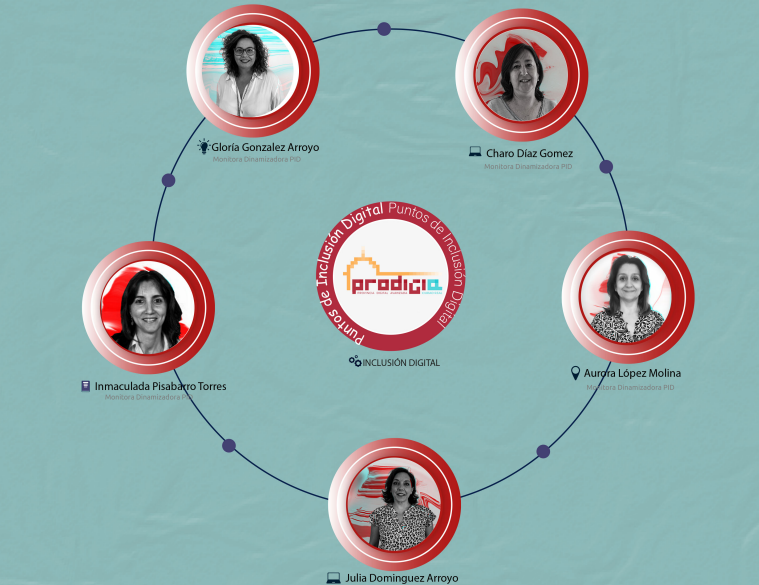 Gloría Gonzalez Arroyo
Monitora Dinamizadora PID
Charo Díaz Gomez
Monitora Dinamizadora PID
Puntos de Inclusión Digital Puntos de Inclusión Digital
prodigia
INCLUSIÓN DIGITAL
Inmaculada Pisabarro Torres
Monitora Dinamizadora PID
Aurora López Molina
Monitora Dinamizadora PID
Julia Dominguez Arroyo